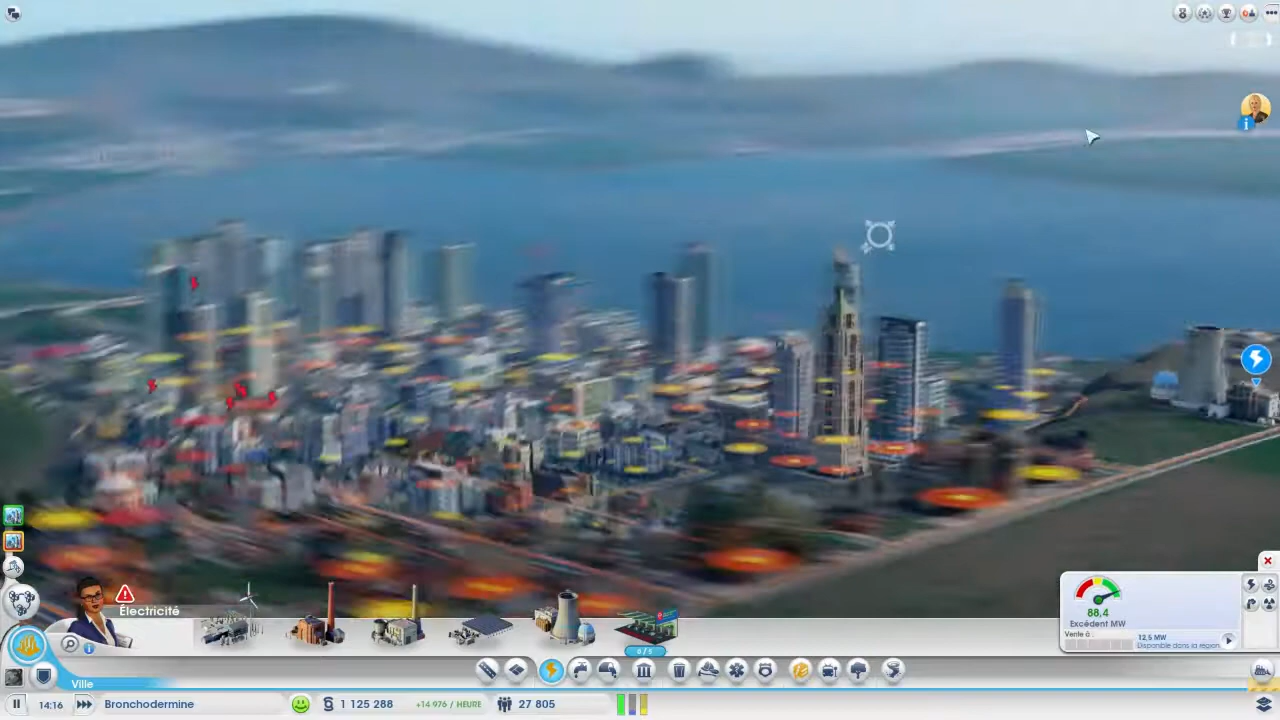 88,4
Excédent MW
Vente à :
12,5 MW
Disponible dans la région
Électricité
0 / 5
Ville
14:16
Bronchodermine
1 125 288
+14 976 / HEURE
27 805